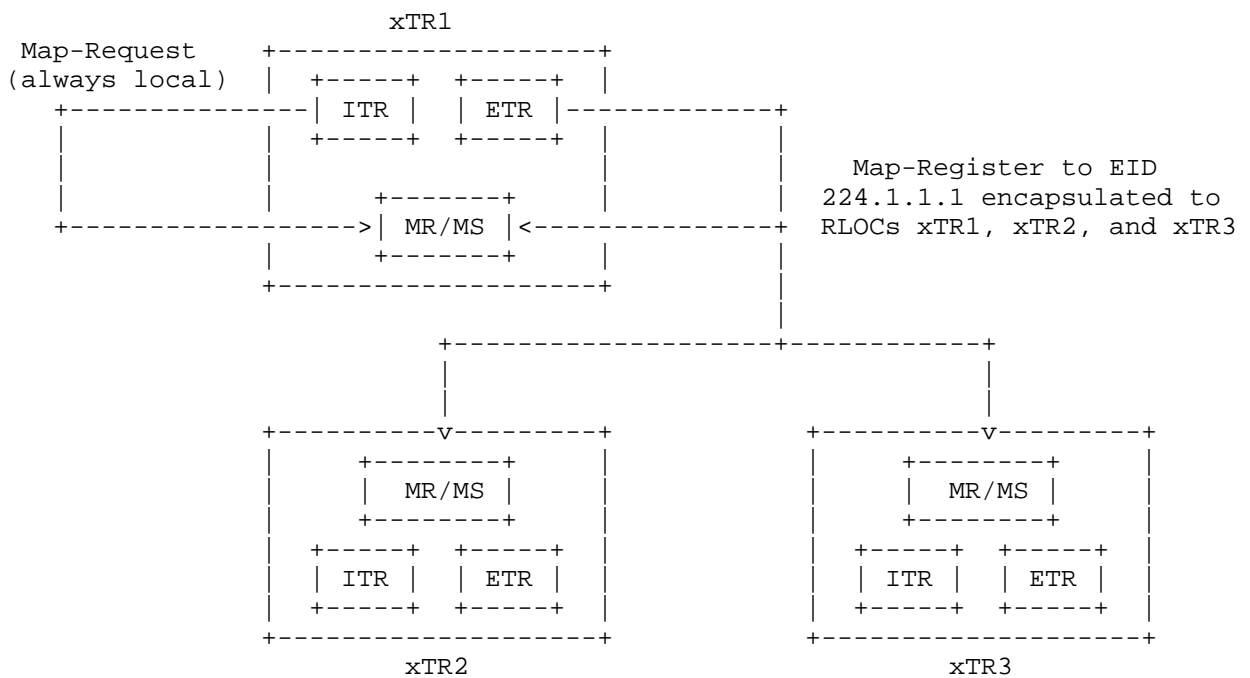 xTR1
Map-Request
(always local)
ITR ETR
Map-Register to EID
224.1.1.1 encapsulated to
MR/MS RLOCs xTR1, xTR2, and xTR3
MR/MS MR/MS
ITR ETR ITR ETR
xTR2 xTR3